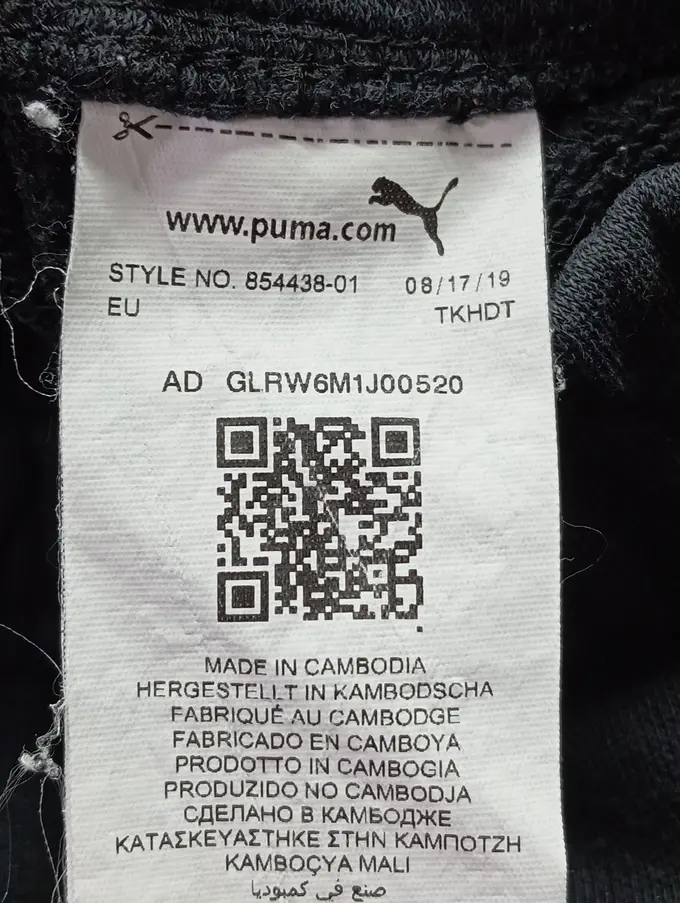 www.puma.com
STYLE NO. 854438-01 08/17/19
EU TKHDT
AD GLRW6M1J00520
MADE IN CAMBODIA
HERGESTELLT IN KAMBODSCHA
FABRIQUÉ AU CAMBODGE
FABRICADO EN CAMBOYA
PRODOTTO IN CAMBOGIA
PRODUZIDO NO CAMBODJA
СДЕЛАНО В КАМБОДЖЕ
ΚΑΤΑΣΚΕΥΑΣΤΗΚΕ ΣΤΗΝ ΚΑΜΠΟΤΖΗ
KAMBOÇYA MALI
صنع في كمبوديا